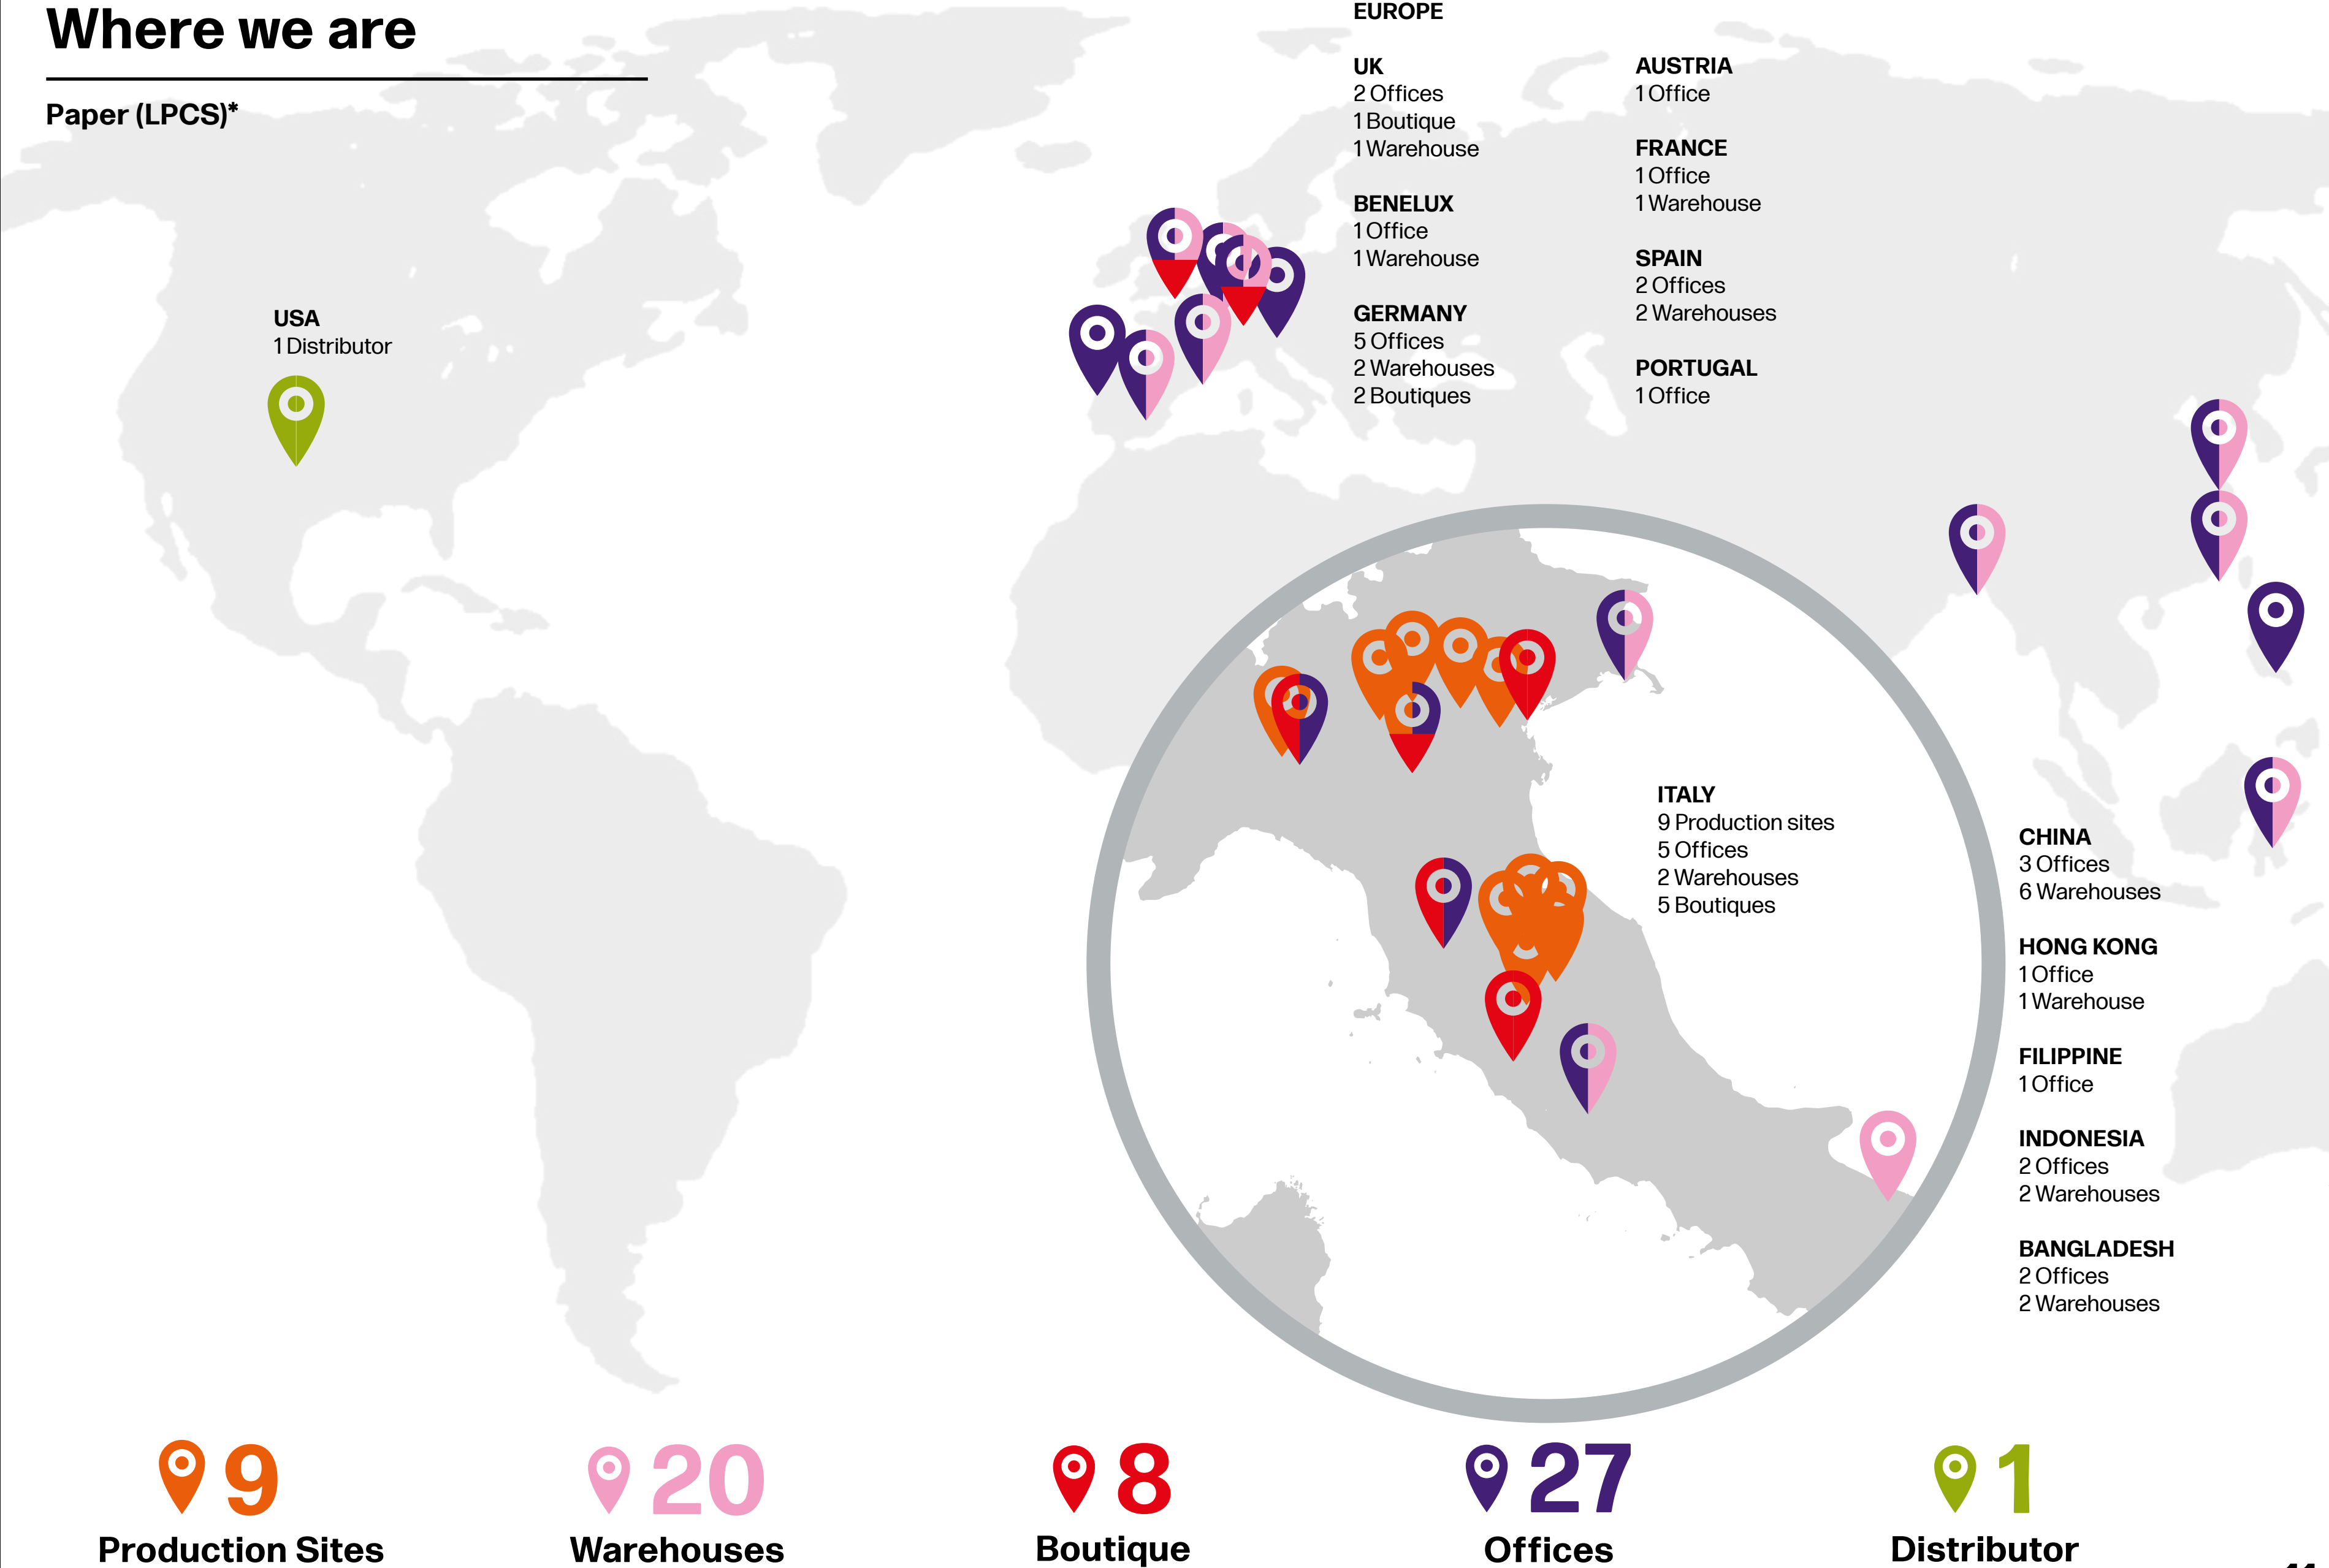 Where we are
Paper (LPCS)*
USA
1 Distributor
EUROPE
UK
2 Offices
1 Boutique
1 Warehouse
BENELUX
1 Office
1 Warehouse
GERMANY
5 Offices
2 Warehouses
2 Boutiques
AUSTRIA
1 Office
FRANCE
1 Office
1 Warehouse
SPAIN
2 Offices
2 Warehouses
PORTUGAL
1 Office
ITALY
9 Production sites
5 Offices
2 Warehouses
5 Boutiques
CHINA
3 Offices
6 Warehouses
HONG KONG
1 Office
1 Warehouse
FILIPPINE
1 Office
INDONESIA
2 Offices
2 Warehouses
BANGLADESH
2 Offices
2 Warehouses
9
Production Sites
20
Warehouses
8
Boutique
27
Offices
1
Distributor